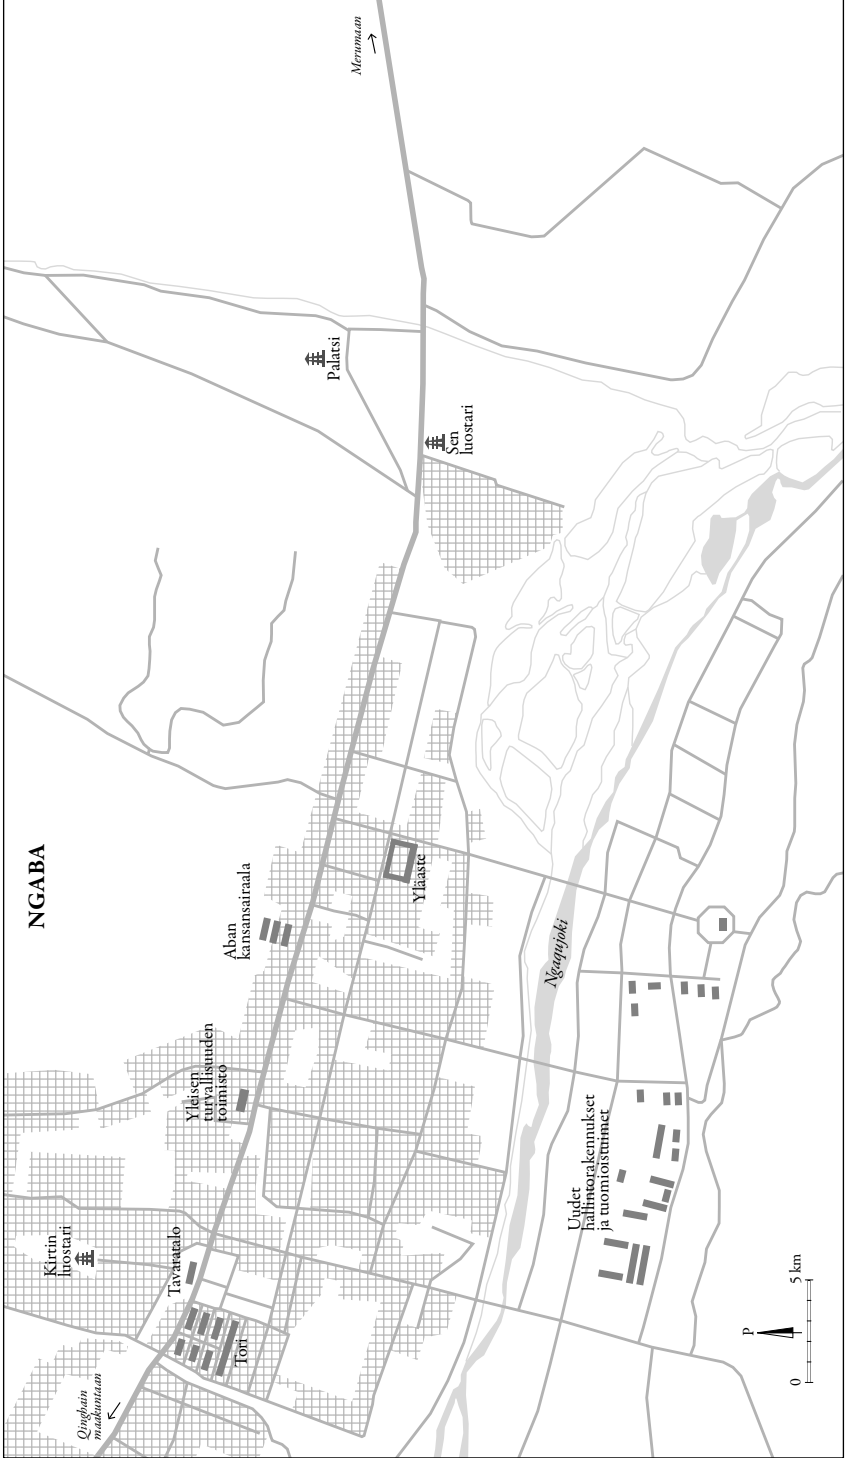 NGABA
Kirtin
luostari
Qinghain
maakuntaan
Tavaratalo
Yleisen
turvallisuuden
toimisto
Aban
kansansairaala
Tori
Palatsi
Merumaan
Yläaste
Sen
luostari
Ngaqujoki
Uudet
hallintorakennukset
ja tuomioistuimet
P
0 5 km